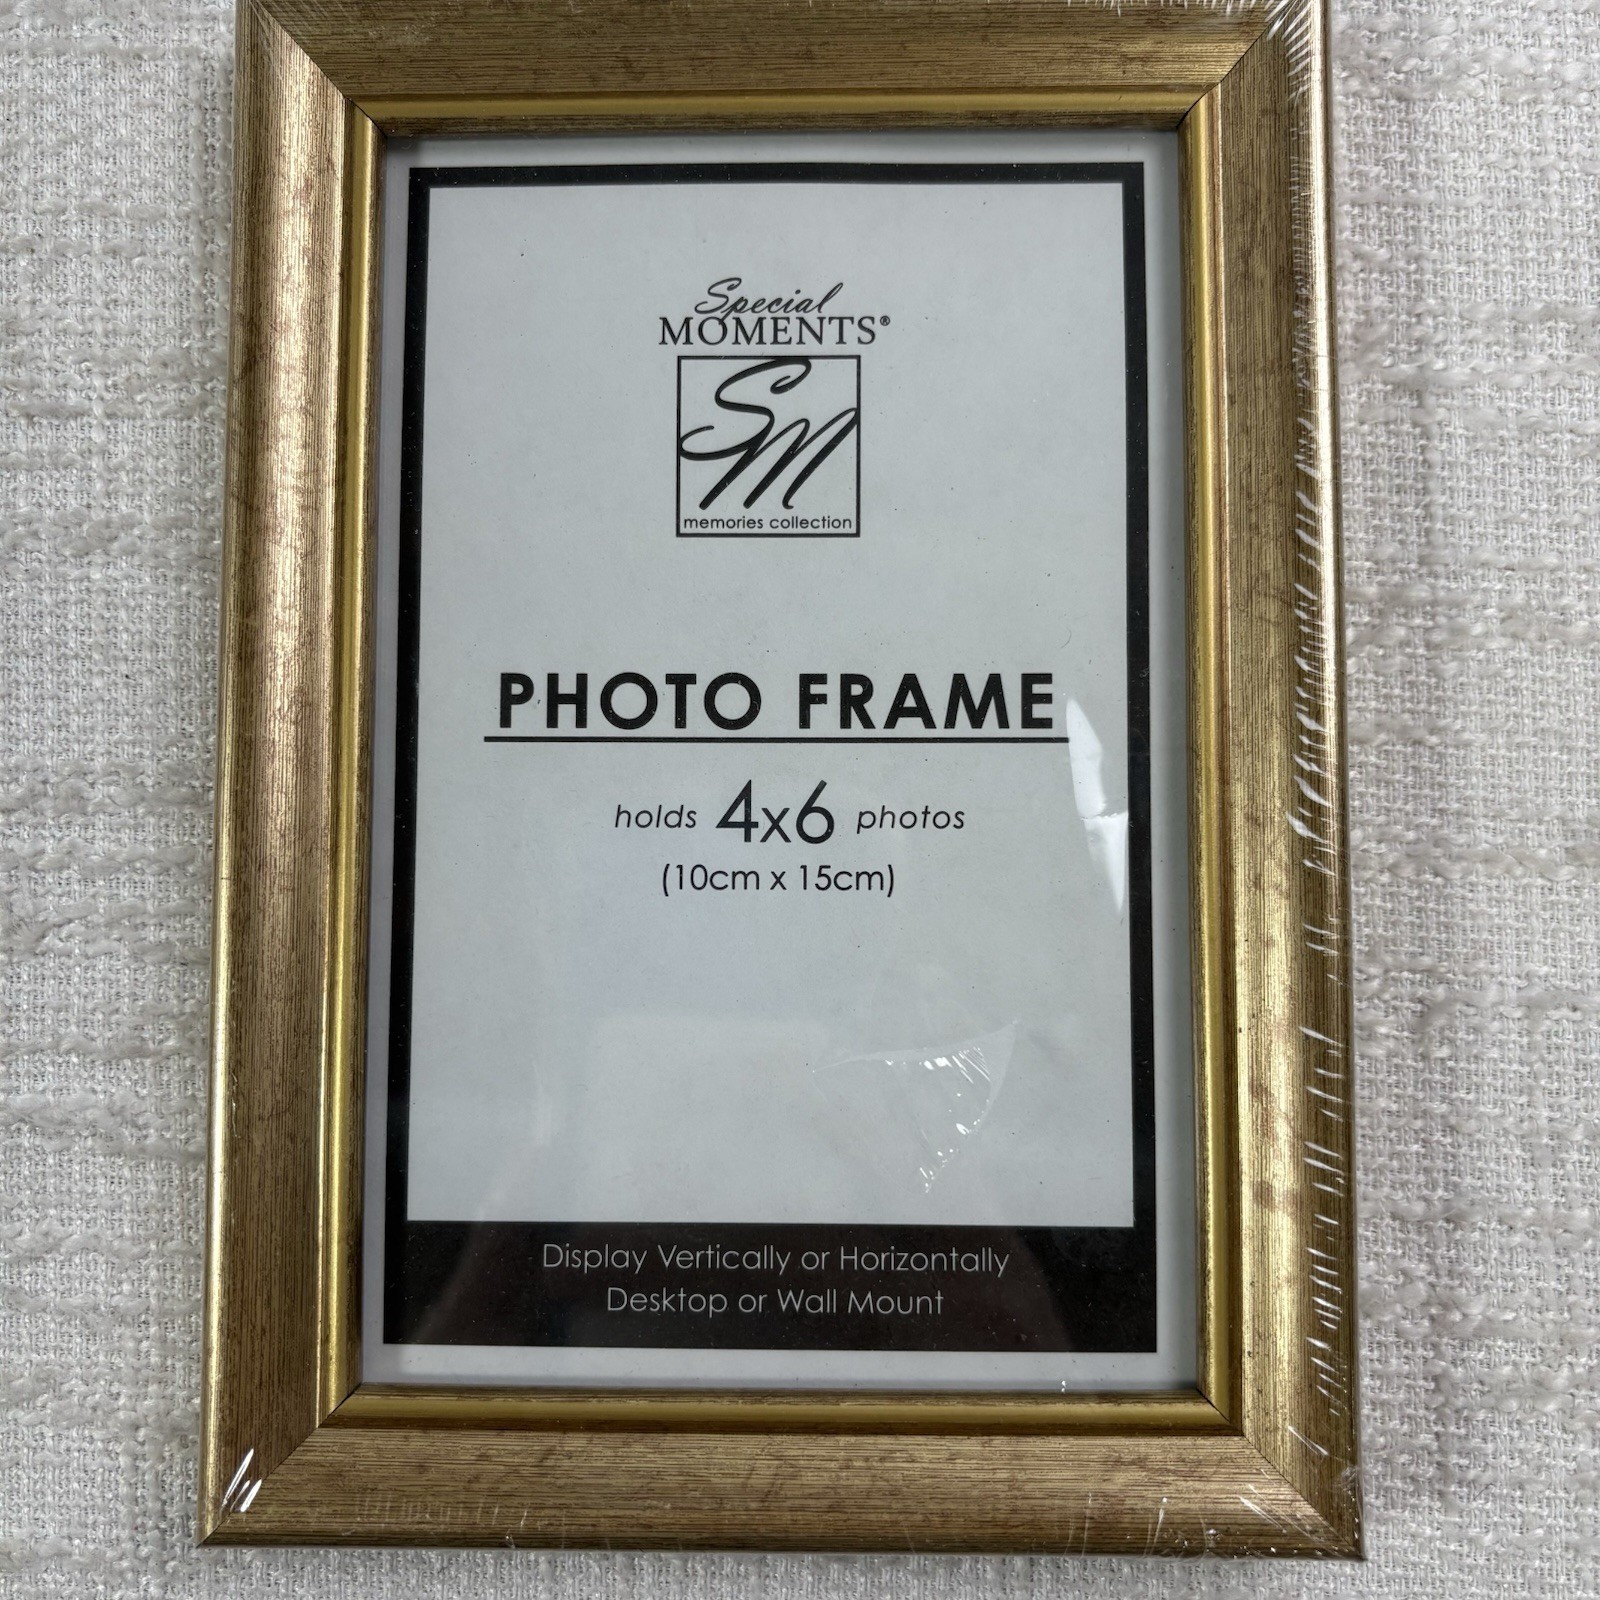 Special
MOMENTS®
SM
memories collection
PHOTO FRAME
holds 4x6 photos
(10cm x 15cm)
Display Vertically or Horizontally
Desktop or Wall Mount